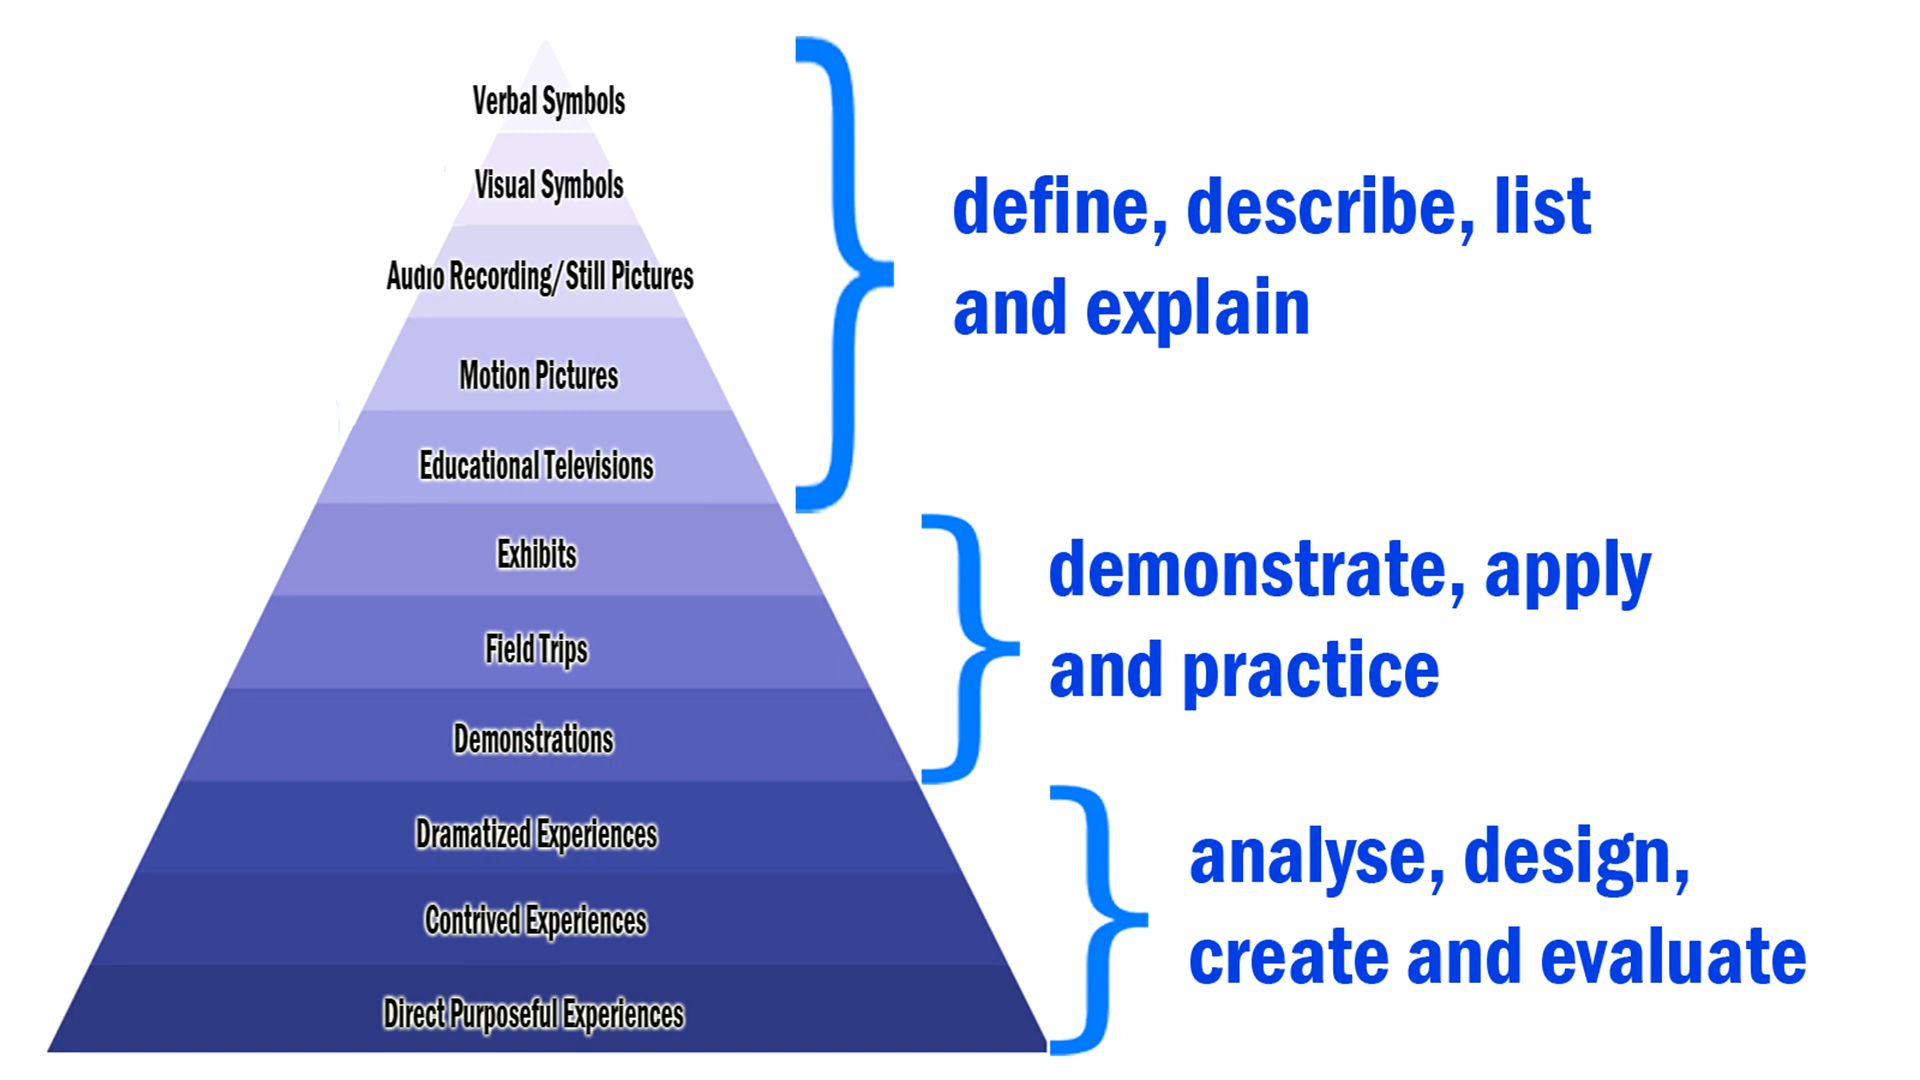 Verbal Symbols
Visual Symbols
Audio Recording/Still Pictures
Motion Pictures
Educational Televisions
Exhibits
Field Trips
Demonstrations
Dramatized Experiences
Contrived Experiences
Direct Purposeful Experiences
define, describe, list
and explain
demonstrate, apply
and practice
analyse, design,
create and evaluate